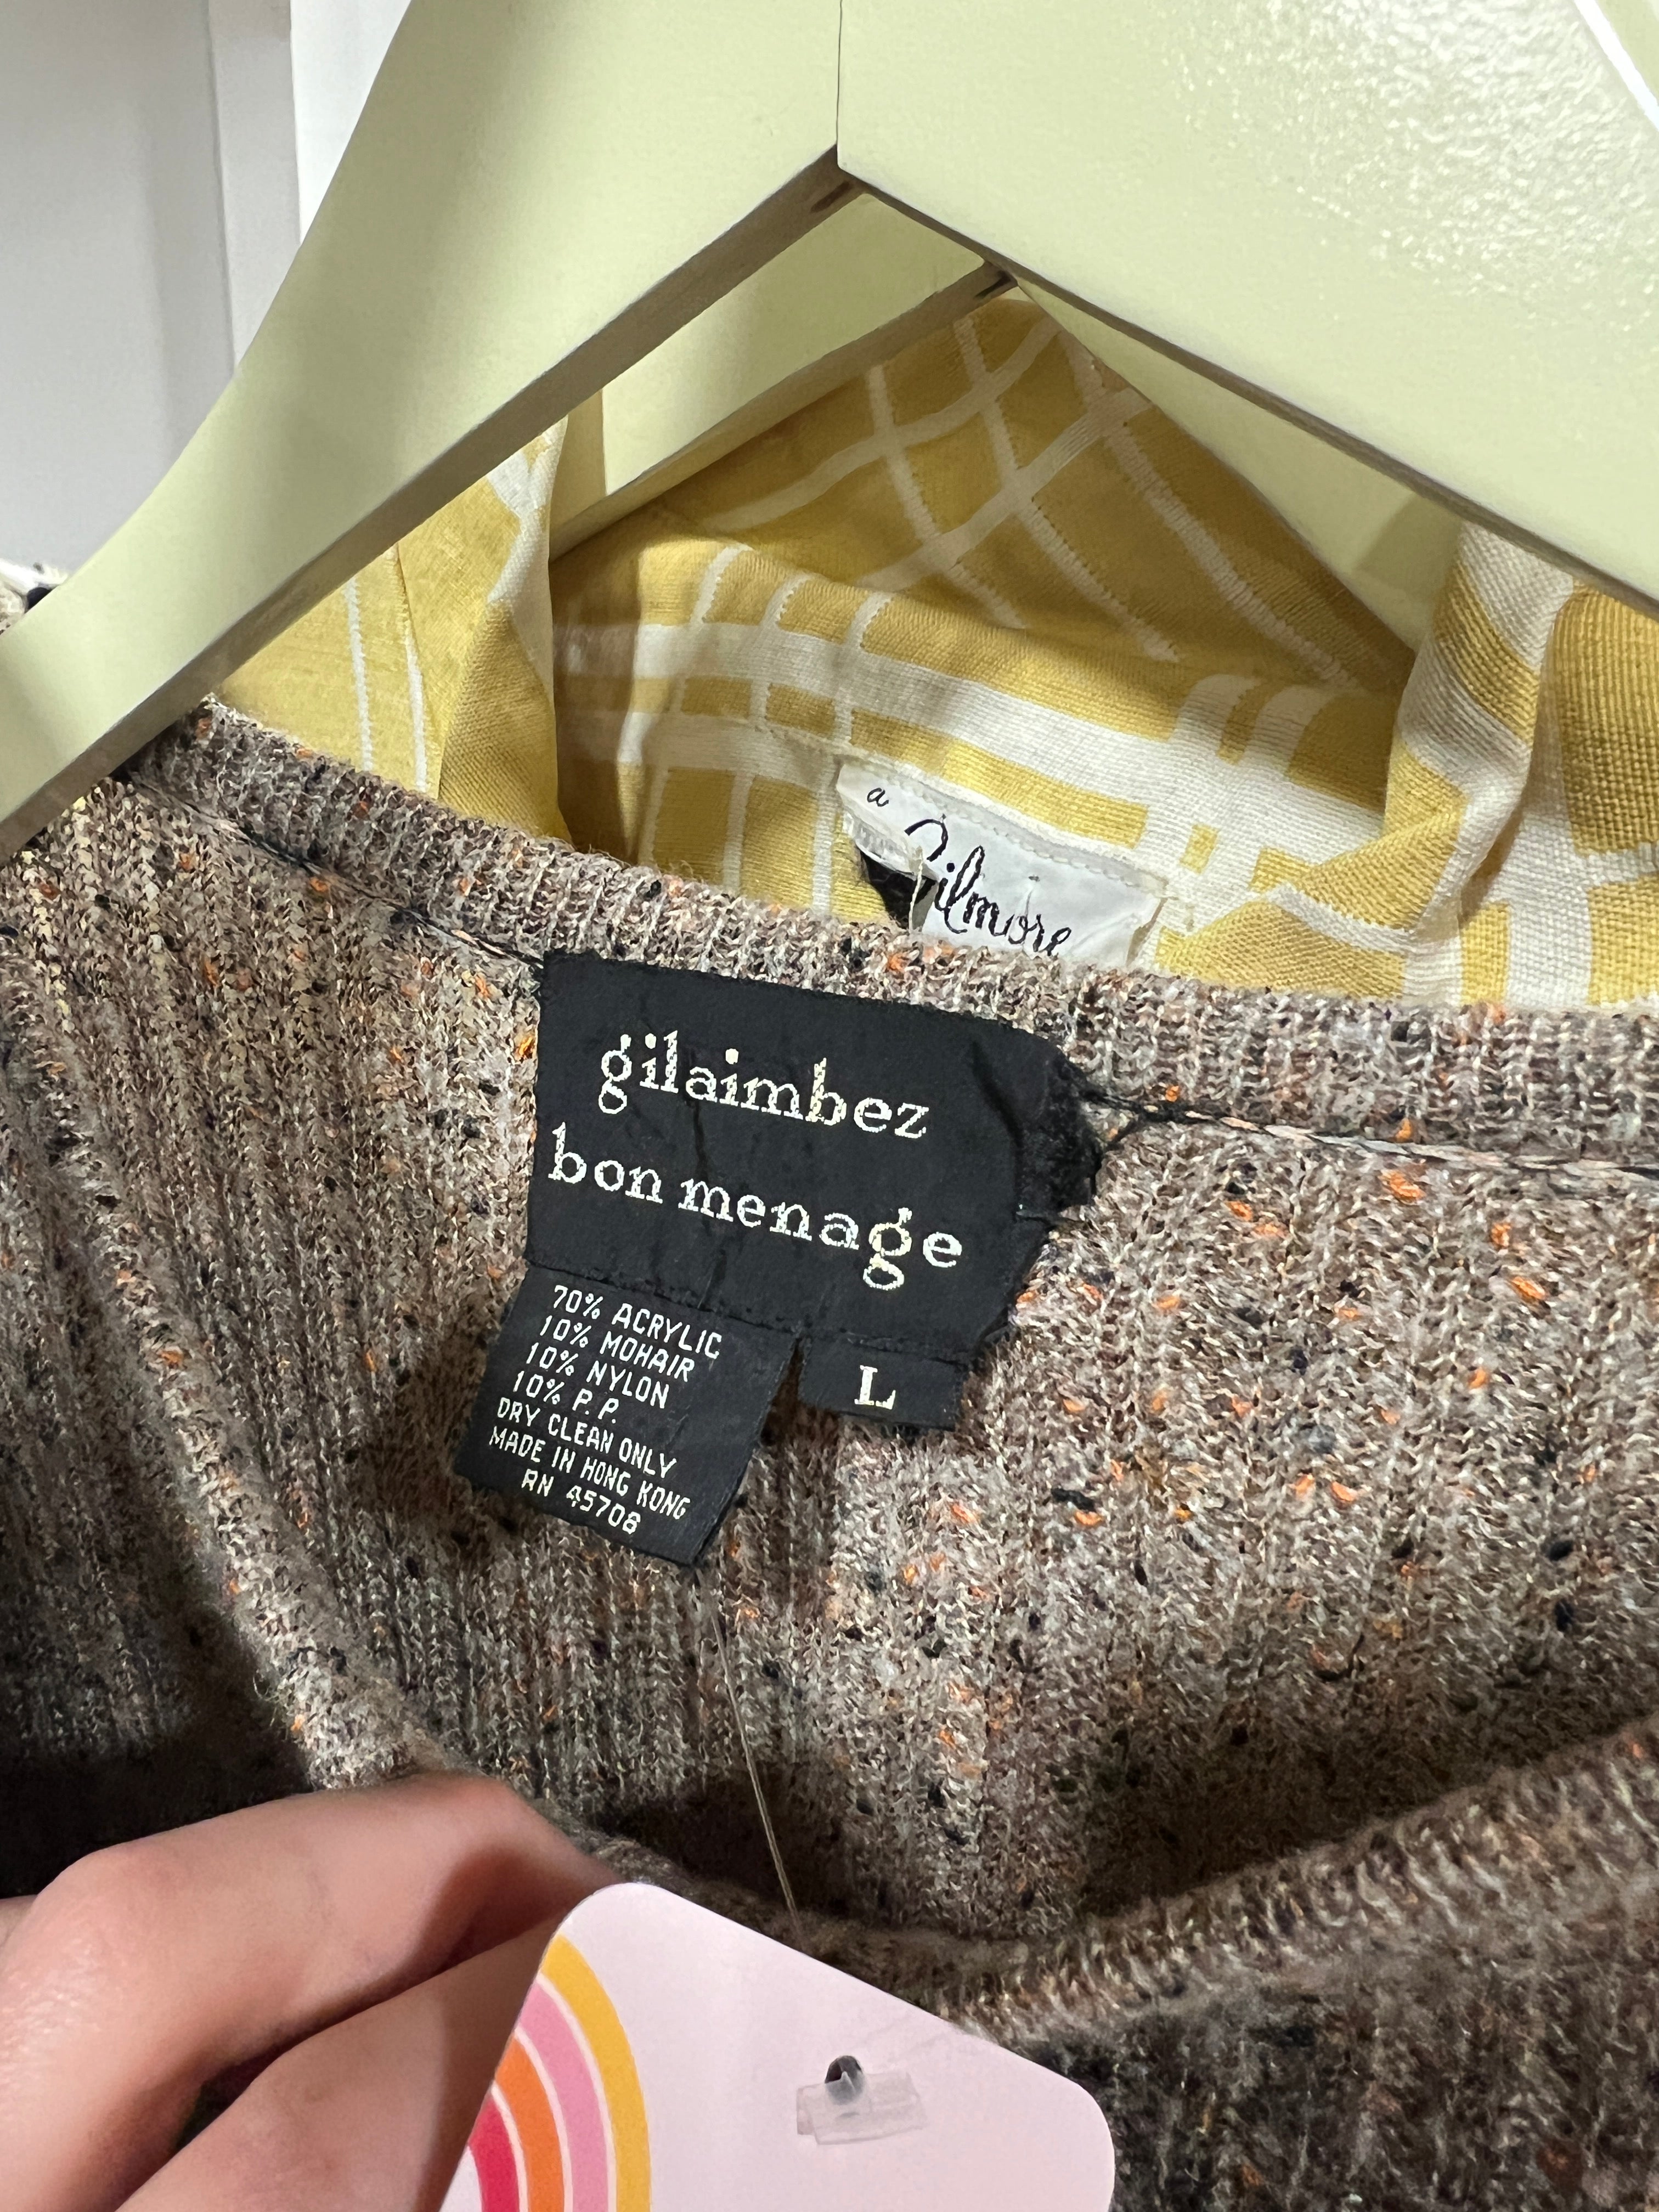 a
Gilmore
gilaimbez
bon menage
70% ACRYLIC
10% MOHAIR
10% NYLON
10% P.P.
DRY CLEAN ONLY
MADE IN HONG KONG
RN 45708
L